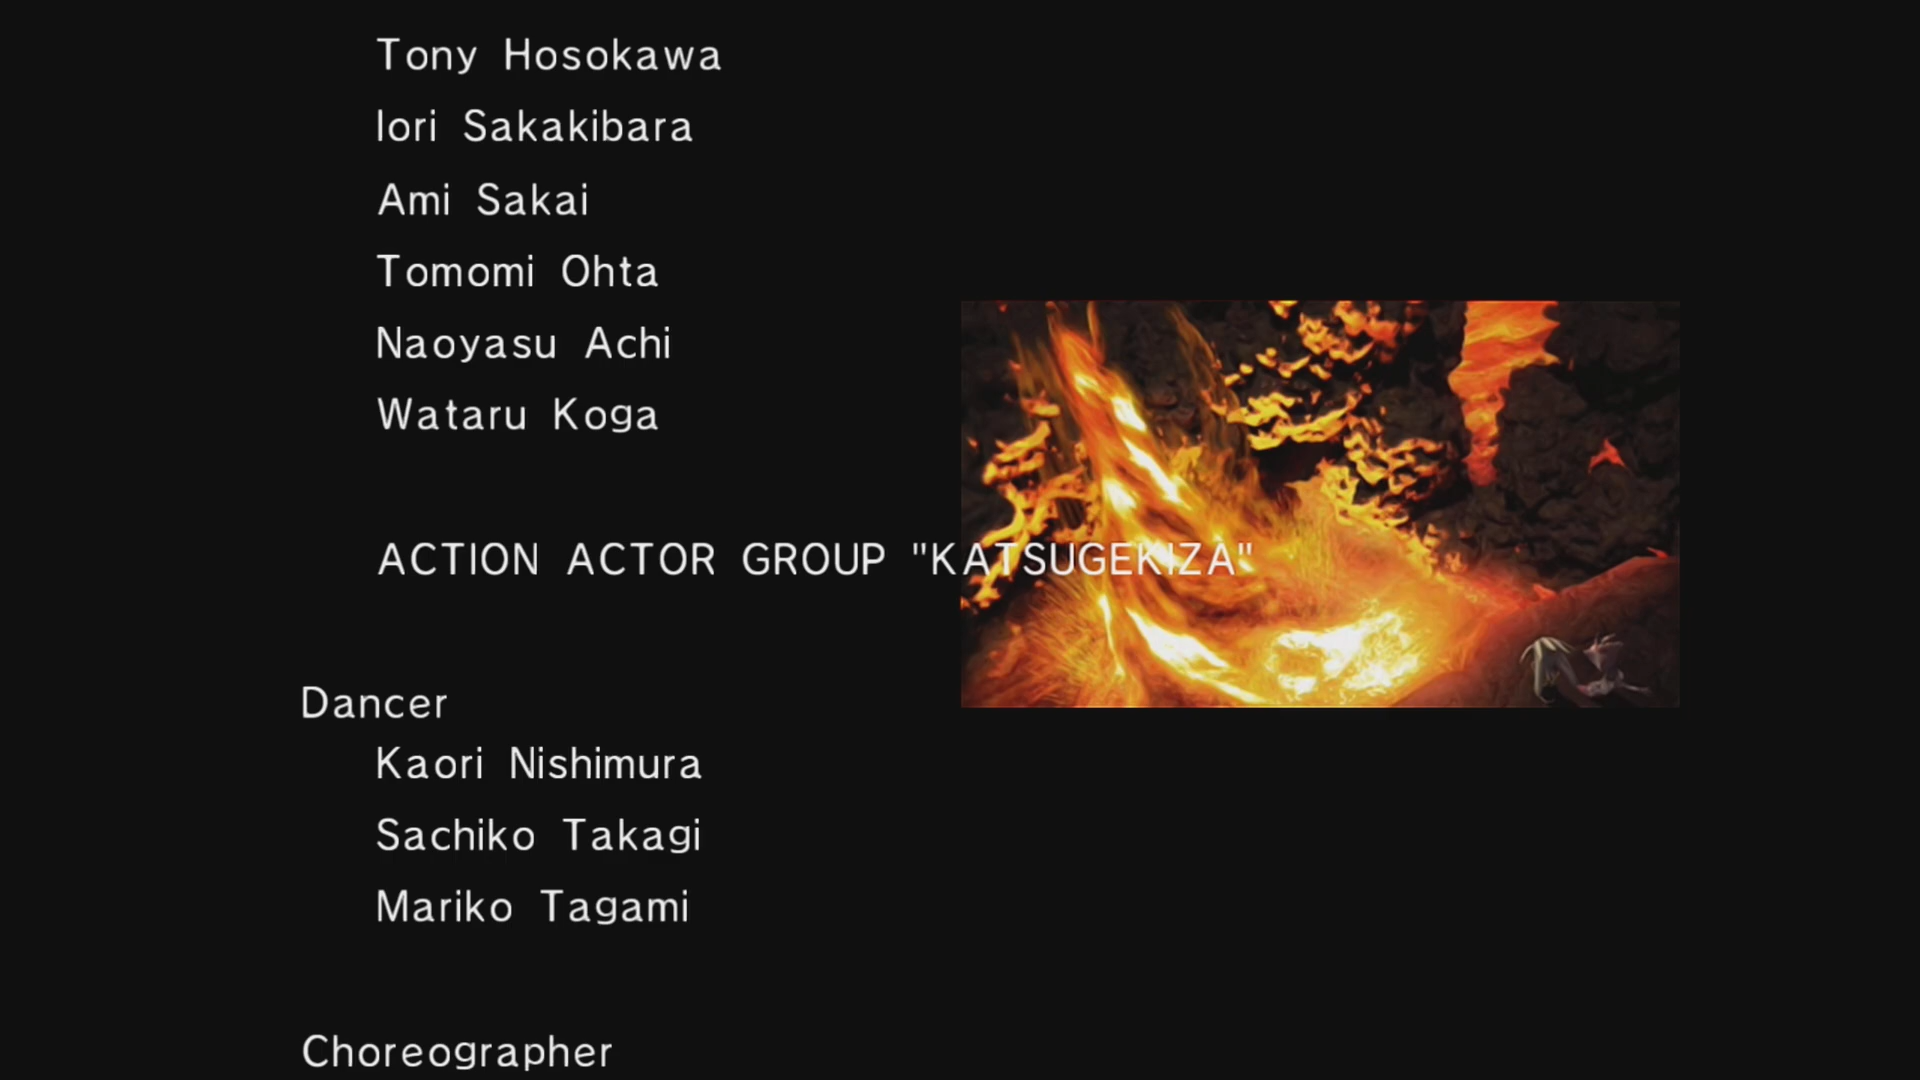 Tony Hosokawa
Iori Sakakibara
Ami Sakai
Tomomi Ohta
Naoyasu Achi
Wataru Koga
ACTION ACTOR GROUP "KATSUGEKIZA"
Dancer
Kaori Nishimura
Sachiko Takagi
Mariko Tagami
Choreographer